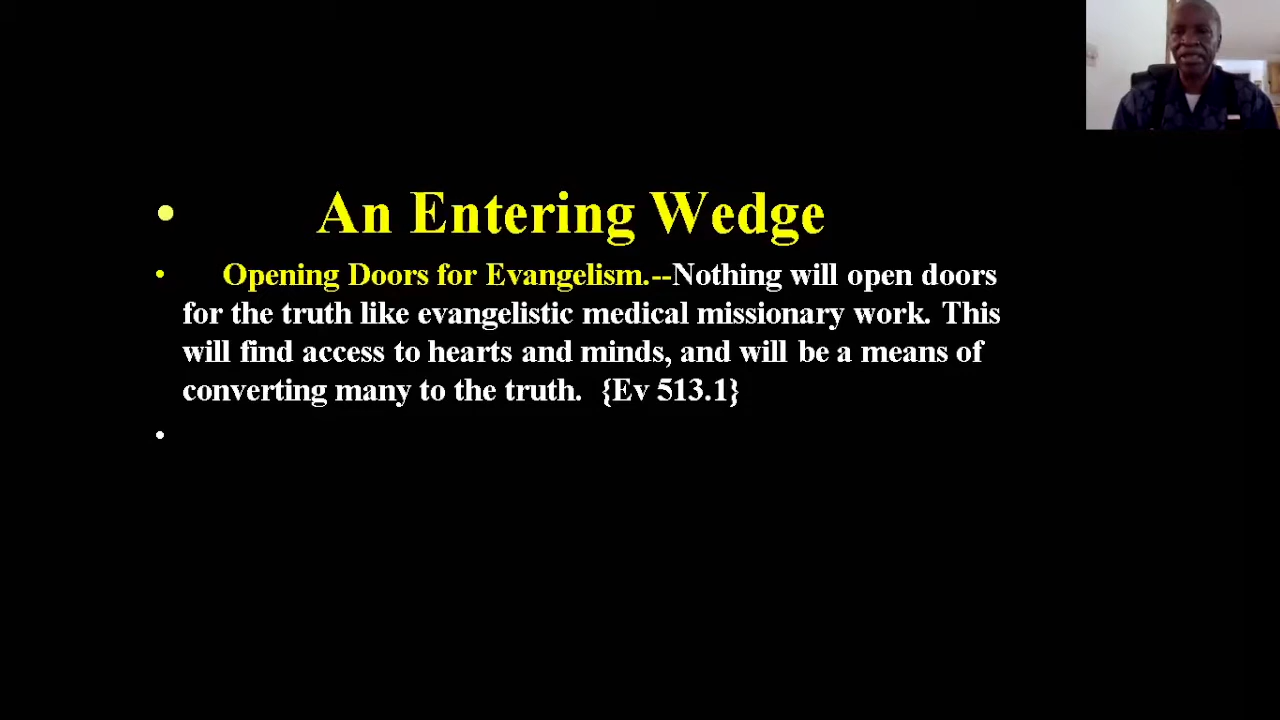 • An Entering Wedge
• Opening Doors for Evangelism.--Nothing will open doors
for the truth like evangelistic medical missionary work. This
will find access to hearts and minds, and will be a means of
converting many to the truth. {Ev 513.1}
•